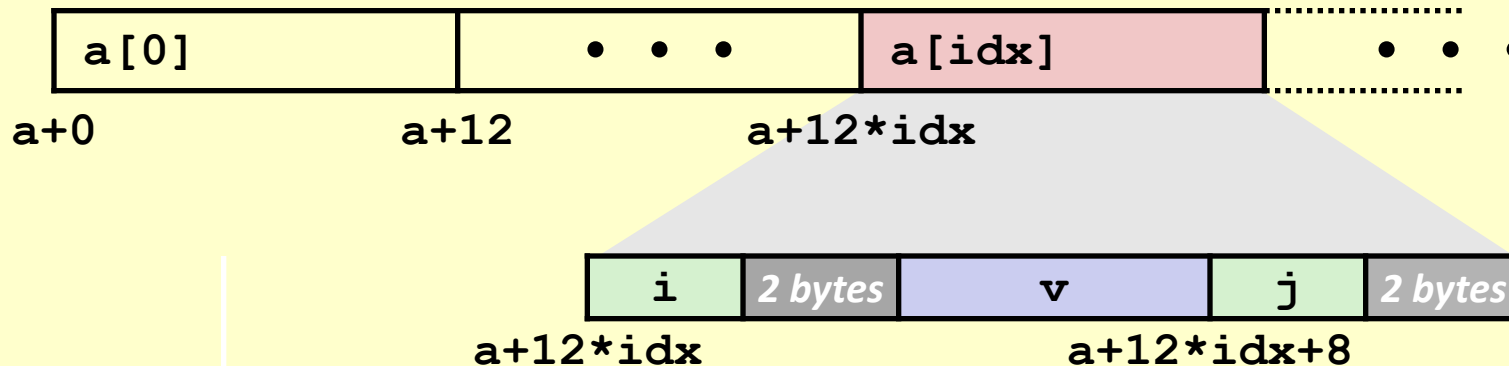 a[0] • • • a[idx] • • •
a+0 a+12 a+12*idx
i 2 bytes v j 2 bytes
a+12*idx a+12*idx+8